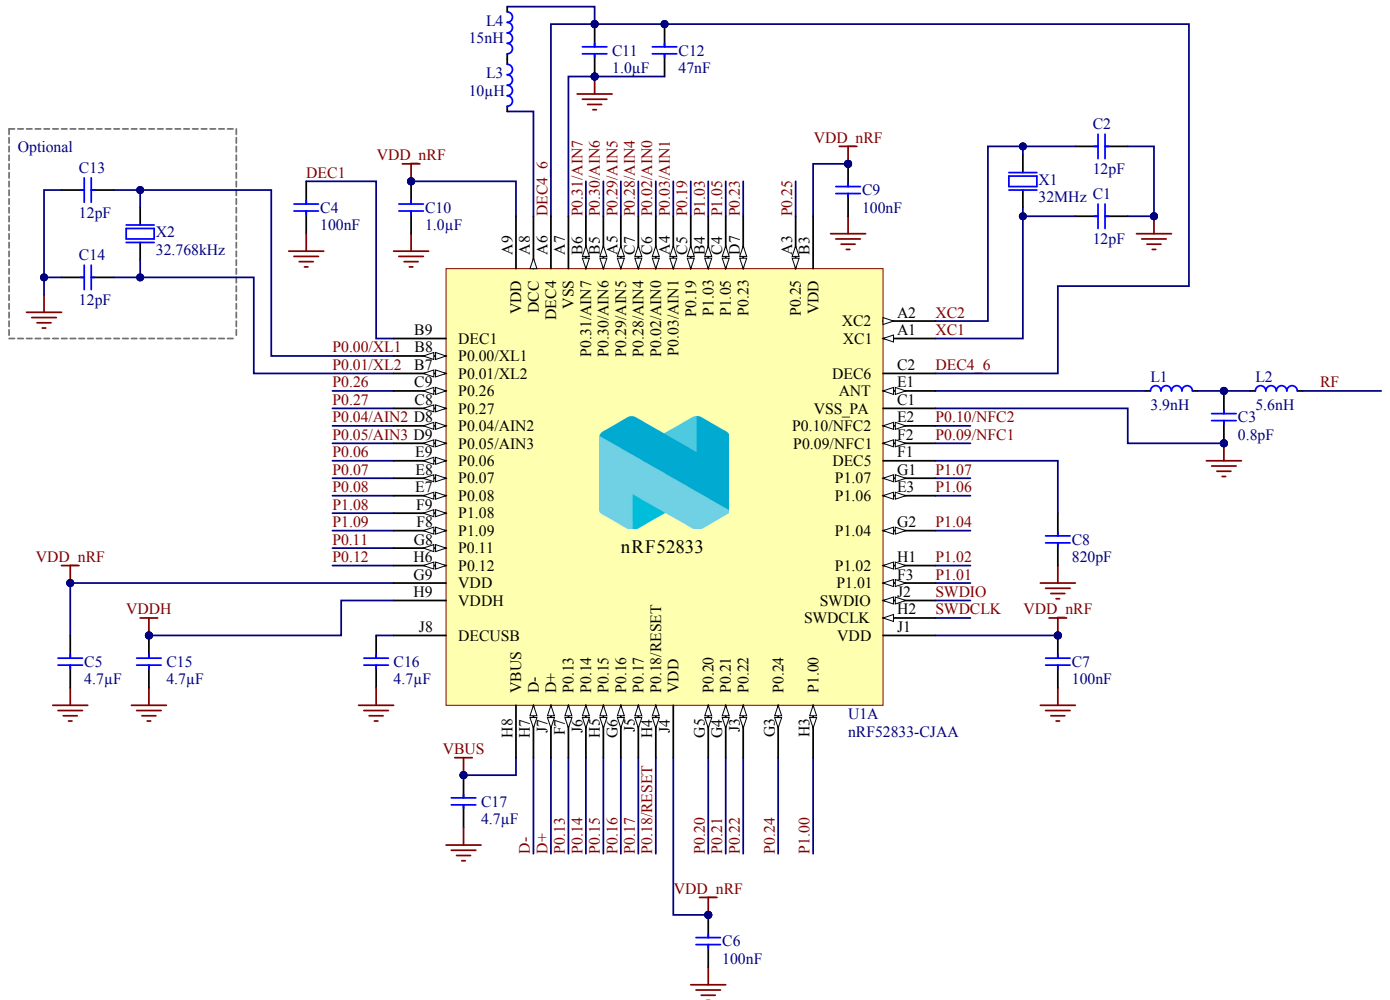 L4
15nH
L3
10µH
C11
1.0µF
C12
47nF
Optional
C13
12pF
X2
32.768kHz
C14
12pF
DEC1
C4
100nF
VDD_nRF
C10
1.0µF
DEC4_6
P0.31/AIN7
P0.30/AIN6
P0.29/AIN5
P0.28/AIN4
P0.02/AIN0
P0.03/AIN1
P0.19
P1.03
P1.05
P0.23
P0.25
VDD_nRF
C9
100nF
X1
32MHz
C2
12pF
C1
12pF
A9
A8
A6
A7
B6
B5
A5
C7
C6
A4
C5
B4
C4
D7
A3
B3
VDD
DCC
DEC4
VSS
P0.31/AIN7
P0.30/AIN6
P0.29/AIN5
P0.28/AIN4
P0.02/AIN0
P0.03/AIN1
P0.19
P1.03
P1.05
P0.23
P0.25
VDD
B9 DEC1
P0.00/XL1 B8 P0.00/XL1
P0.01/XL2 B7 P0.01/XL2
P0.26 C9 P0.26
P0.27 C8 P0.27
P0.04/AIN2 D8 P0.04/AIN2
P0.05/AIN3 D9 P0.05/AIN3
P0.06 E9 P0.06
P0.07 E8 P0.07
P0.08 E7 P0.08
P1.08 F9 P1.08
P1.09 F8 P1.09
P0.11 G8 P0.11
P0.12 H6 P0.12
G9 VDD
H9 VDDH
J8 DECUSB
XC2 A2 XC2
XC1 A1 XC1
DEC6 C2 DEC4_6
ANT E1
VSS_PA C1
P0.10/NFC2 E2 P0.10/NFC2
P0.09/NFC1 F2 P0.09/NFC1
DEC5 F1
P1.07 G1 P1.07
P1.06 E3 P1.06
P1.04 G2 P1.04
P1.02 H1 P1.02
P1.01 F3 P1.01
SWDIO J2 SWDIO
SWDCLK H2 SWDCLK
VDD J1
L1
3.9nH
L2
5.6nH
RF
C3
0.8pF
C8
820pF
VDD_nRF
C7
100nF
nRF52833
VDD_nRF
C5
4.7µF
VDDH
C15
4.7µF
C16
4.7µF
VBUS
D-
D+
P0.13
P0.14
P0.15
P0.16
P0.17
P0.18/RESET
VDD
P0.20
P0.21
P0.22
P0.24
P1.00
U1A
nRF52833-CJAA
H8
H7
J7
F7
J6
H5
G6
J5
H4
J4
G5
G4
J3
G3
H3
VBUS
C17
4.7µF
D-
D+
P0.13
P0.14
P0.15
P0.16
P0.17
P0.18/RESET
P0.20
P0.21
P0.22
P0.24
P1.00
VDD_nRF
C6
100nF